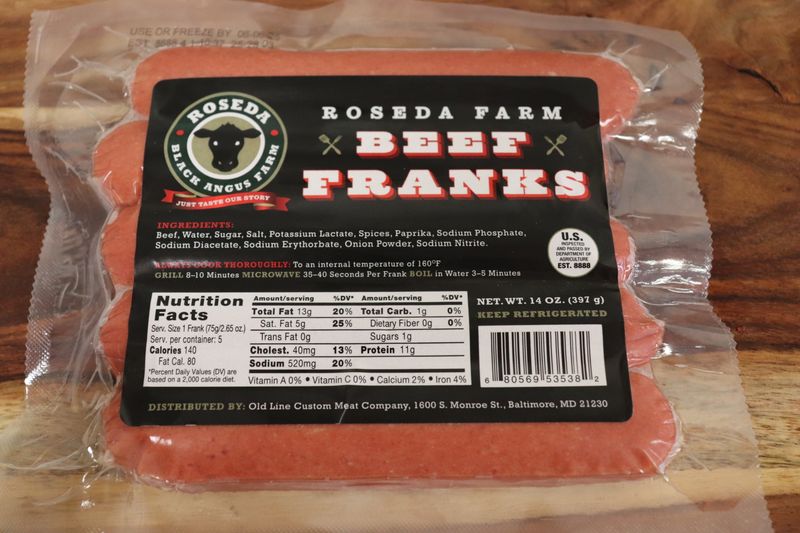 USE OR FREEZE BY
ROSEDA
BLACK ANGUS FARM
JUST TASTE OUR STORY
ROSEDA FARM
BEEF
FRANKS
INGREDIENTS:
Beef, Water, Sugar, Salt, Potassium Lactate, Spices, Paprika, Sodium Phosphate,
Sodium Diacetate, Sodium Erythorbate, Onion Powder, Sodium Nitrite.
ALWAYS COOK THOROUGHLY: To an internal temperature of 160°F
GRILL 8-10 Minutes MICROWAVE 35-40 Seconds Per Frank BOIL in Water 3-5 Minutes
U.S.
INSPECTED
AND PASSED BY
DEPARTMENT OF
AGRICULTURE
EST. 8888
Nutrition
Facts
Serv. Size 1 Frank (75g/2.65 oz.)
Serv. per container: 5
Calories 140
Fat Cal. 80
*Percent Daily Values (DV) are
based on a 2,000 calorie diet.
Amount/serving %DV* Amount/serving %DV*
Total Fat 13g 20% Total Carb. 1g 0%
Sat. Fat 5g 25% Dietary Fiber 0g 0%
Trans Fat 0g Sugars 1g
Cholest. 40mg 13% Protein 11g
Sodium 520mg 20%
Vitamin A 0% • Vitamin C 0% • Calcium 2% • Iron 4%
NET. WT. 14 OZ. (397 g)
KEEP REFRIGERATED
6 80569 53538 2
DISTRIBUTED BY: Old Line Custom Meat Company, 1600 S. Monroe St., Baltimore, MD 21230